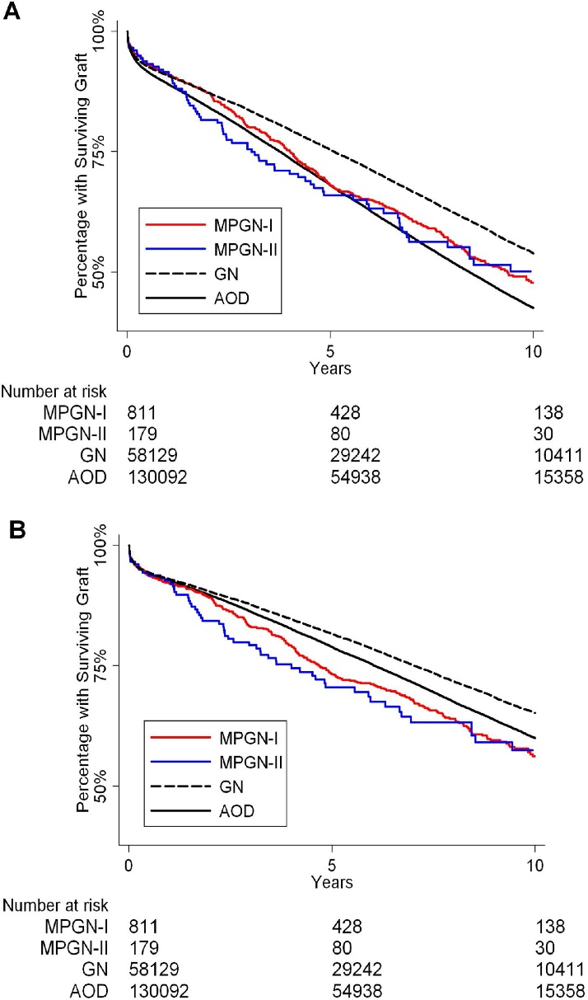 A
Percentage with Surviving Graft
100%
75%
50%
MPGN-I
MPGN-II
GN
AOD
0 5 10
Years
Number at risk
MPGN-I 811 428 138
MPGN-II 179 80 30
GN 58129 29242 10411
AOD 130092 54938 15358
B
Percentage with Surviving Graft
100%
75%
50%
MPGN-I
MPGN-II
GN
AOD
0 5 10
Years
Number at risk
MPGN-I 811 428 138
MPGN-II 179 80 30
GN 58129 29242 10411
AOD 130092 54938 15358